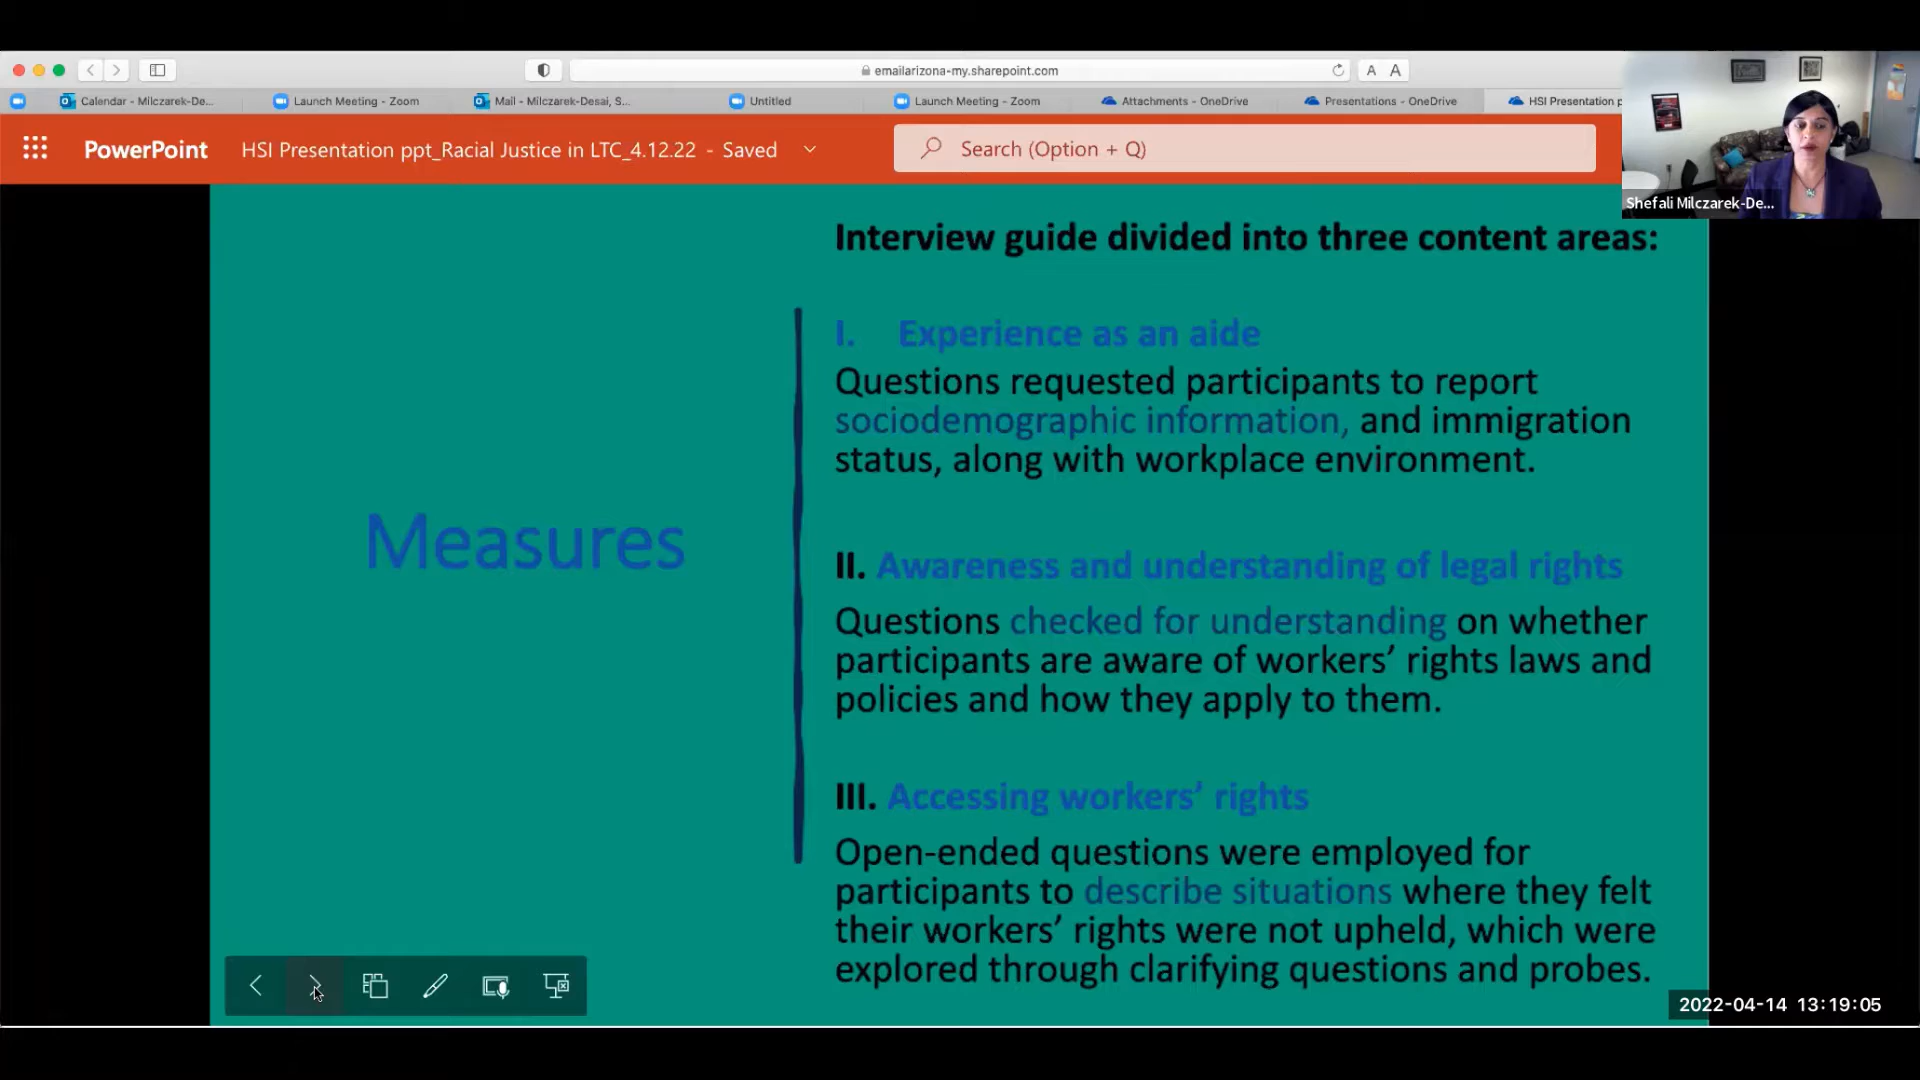 emailarizona-my.sharepoint.com
A A
Calendar - Milczarek-De...
Launch Meeting - Zoom
Mail - Milczarek-Desai, S...
Untitled
Launch Meeting - Zoom
Attachments - OneDrive
Presentations - OneDrive
HSI Presentation p
PowerPoint
HSI Presentation ppt_Racial Justice in LTC_4.12.22 - Saved
Search (Option + Q)
Shefali Milczarek-De...
Measures
Interview guide divided into three content areas:
I. Experience as an aide
Questions requested participants to report
sociodemographic information, and immigration
status, along with workplace environment.
II. Awareness and understanding of legal rights
Questions checked for understanding on whether
participants are aware of workers’ rights laws and
policies and how they apply to them.
III. Accessing workers’ rights
Open-ended questions were employed for
participants to describe situations where they felt
their workers’ rights were not upheld, which were
explored through clarifying questions and probes.
2022-04-14 13:19:05